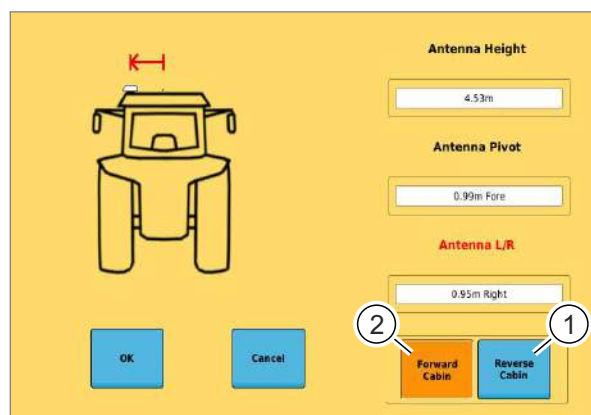 Antenna Height
4.53m
Antenna Pivot
0.99m Fore
Antenna L/R
0.95m Right
2
1
OK
Cancel
Forward
Cabin
Reverse
Cabin